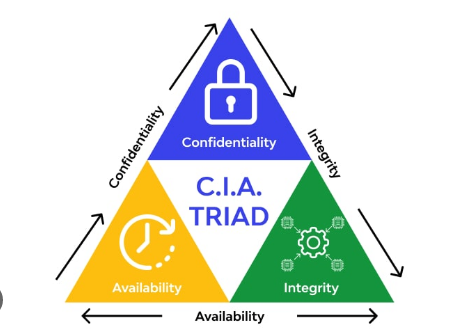 Confidentiality
Confidentiality
Integrity
C.I.A.
TRIAD
Availability
Integrity
Availability